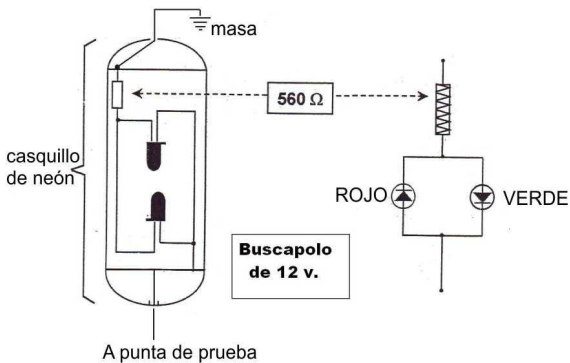 masa
560 Ω
casquillo
de neón
ROJO
VERDE
Buscapolo
de 12 v.
A punta de prueba